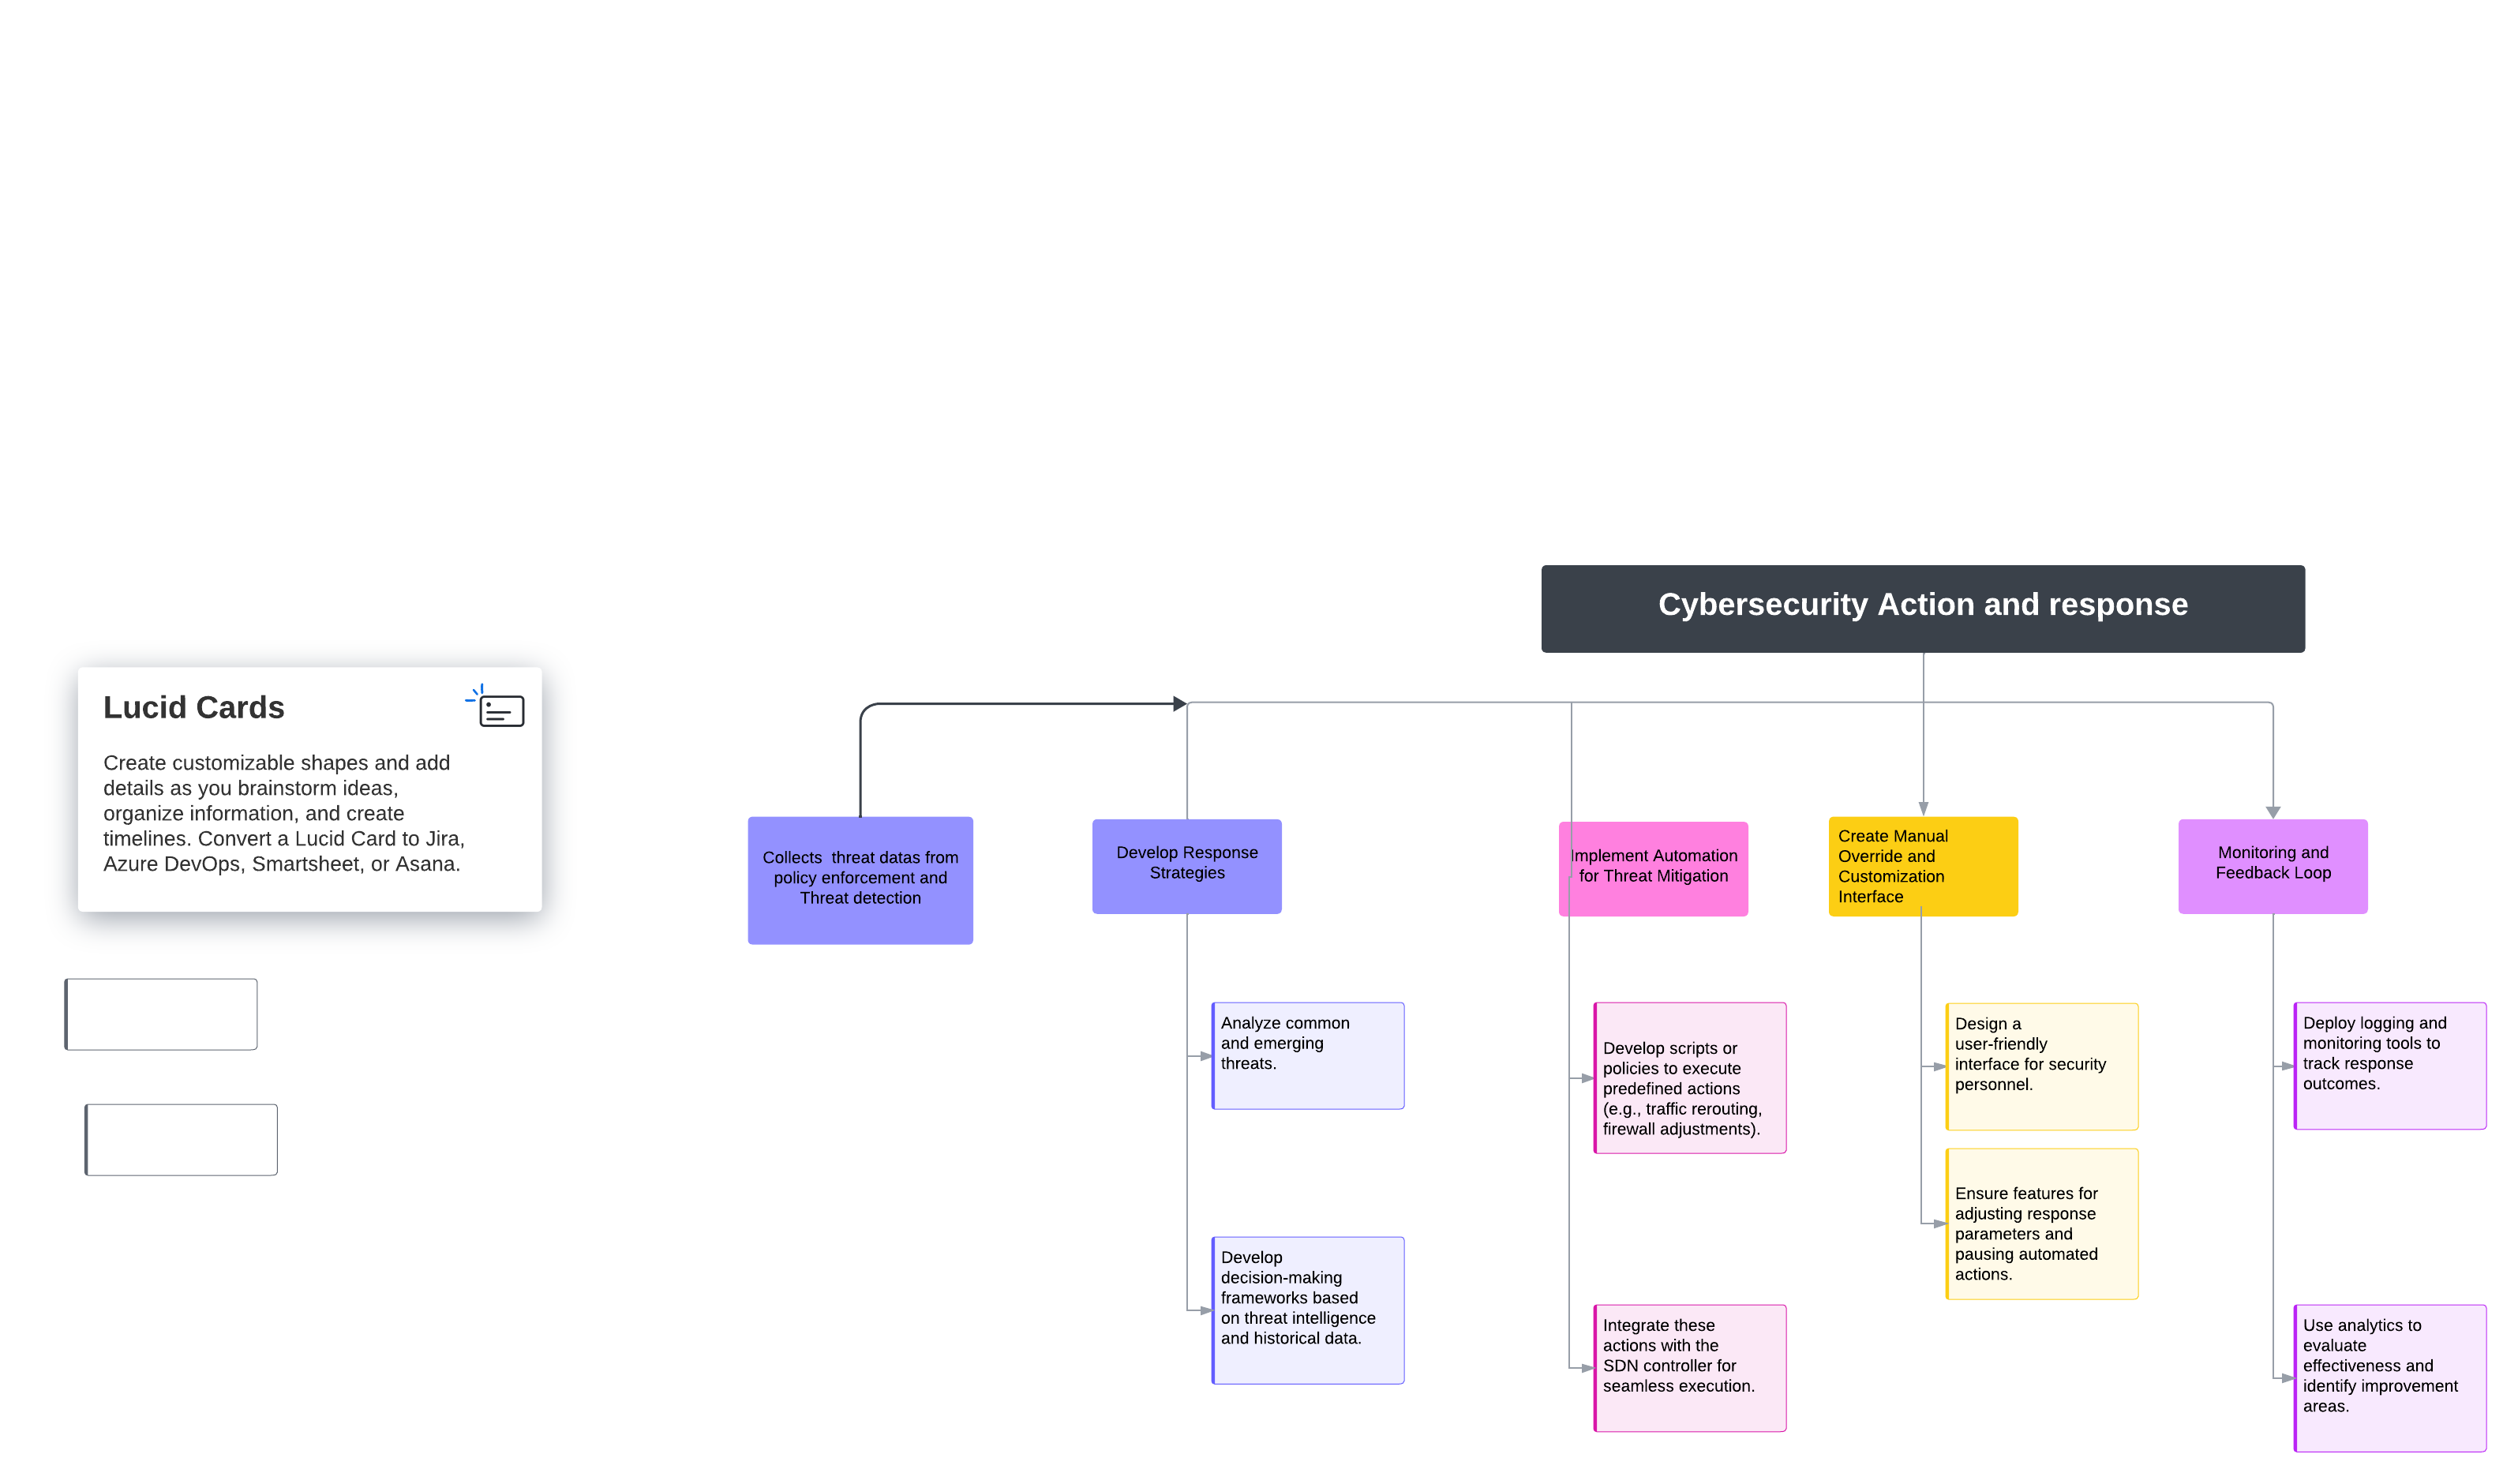 Cybersecurity Action and response
Lucid Cards
Create customizable shapes and add
details as you brainstorm ideas,
organize information, and create
timelines. Convert a Lucid Card to Jira,
Azure DevOps, Smartsheet, or Asana.
Collects  threat datas from
policy enforcement and
Threat detection
Develop Response
Strategies
Implement Automation
for Threat Mitigation
Create Manual
Override and
Customization
Interface
Monitoring and
Feedback Loop
Analyze common
and emerging
threats.
Develop
decision-making
frameworks based
on threat intelligence
and historical data.
Develop scripts or
policies to execute
predefined actions
(e.g., traffic rerouting,
firewall adjustments).
Integrate these
actions with the
SDN controller for
seamless execution.
Design a
user-friendly
interface for security
personnel.
Ensure features for
adjusting response
parameters and
pausing automated
actions.
Deploy logging and
monitoring tools to
track response
outcomes.
Use analytics to
evaluate
effectiveness and
identify improvement
areas.